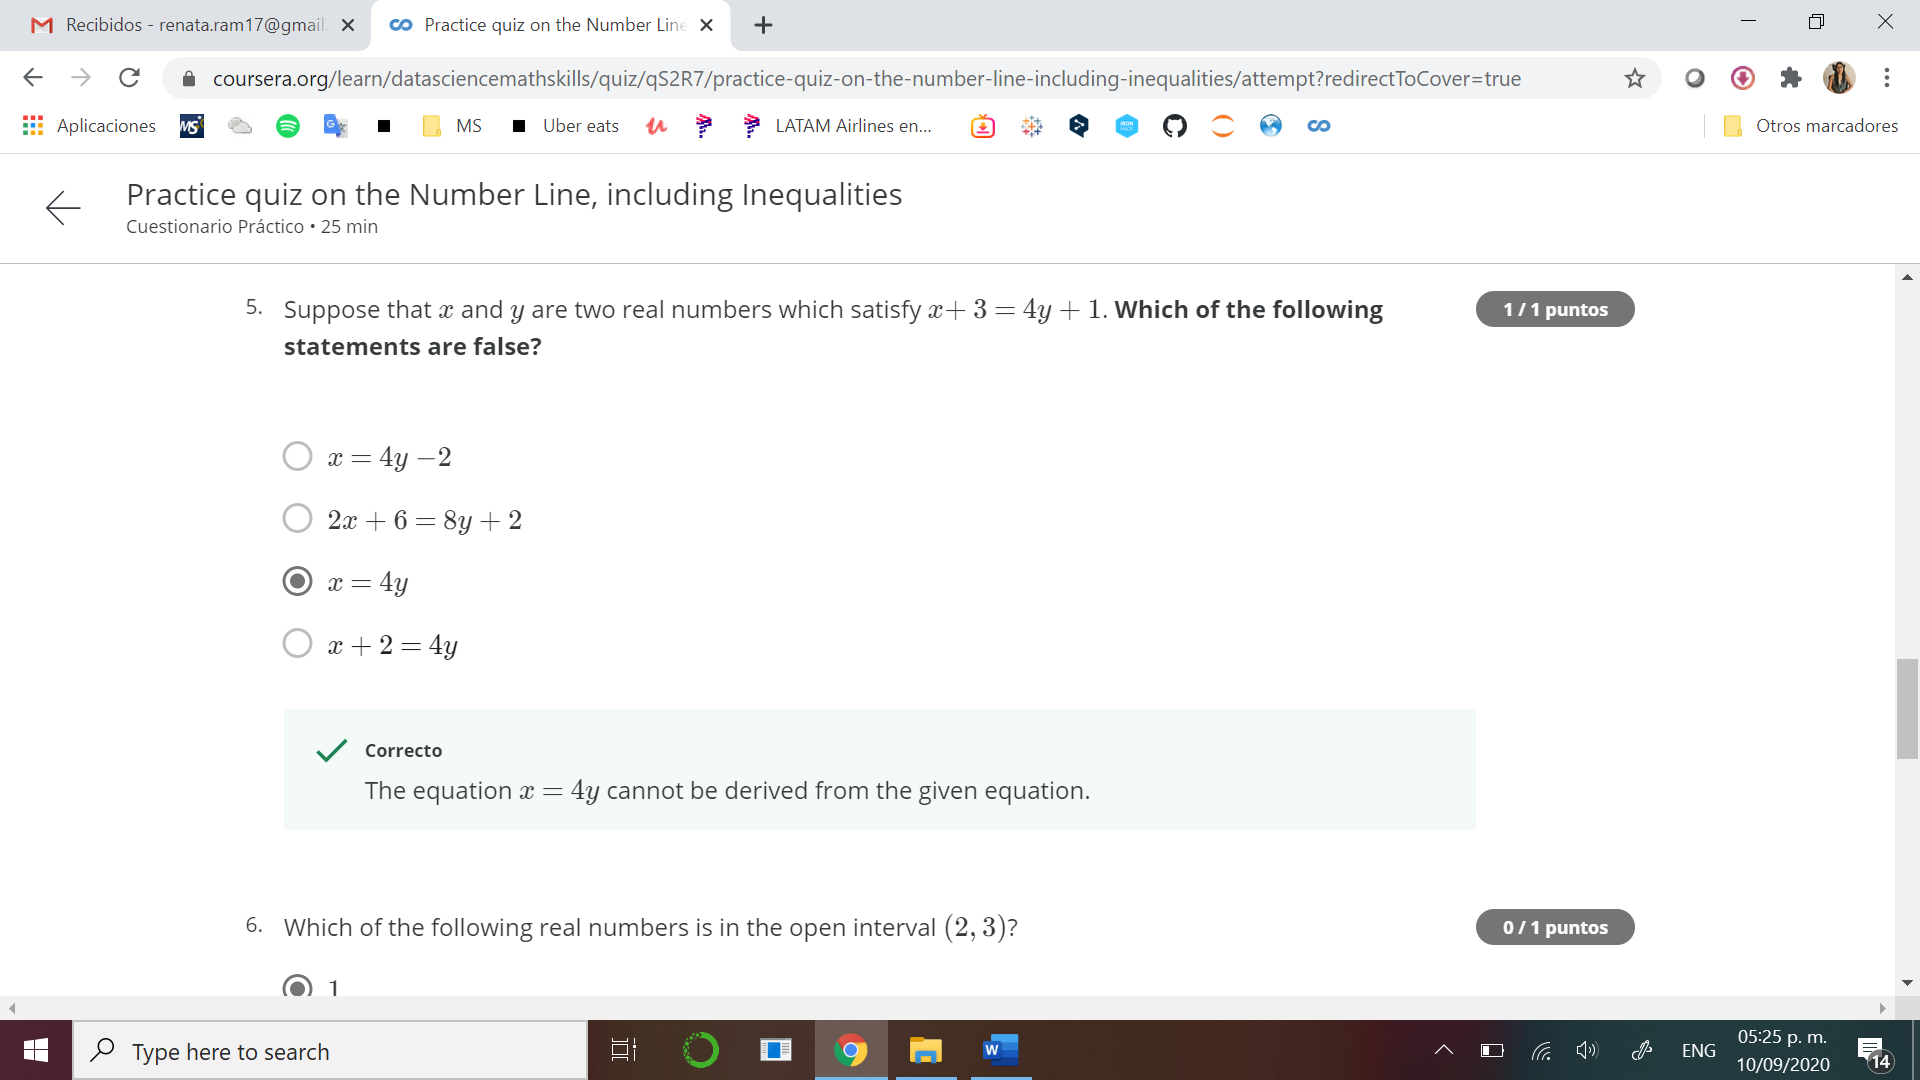 Recibidos - renata.ram17@gmail.
Practice quiz on the Number Line
coursera.org/learn/datasciencemathskills/quiz/qS2R7/practice-quiz-on-the-number-line-including-inequalities/attempt?redirectToCover=true
Aplicaciones
MS
Uber eats
LATAM Airlines en...
Otros marcadores
Practice quiz on the Number Line, including Inequalities
Cuestionario Práctico • 25 min
5. Suppose that x and y are two real numbers which satisfy x + 3 = 4y + 1. Which of the following
statements are false?
1 / 1 puntos
x = 4y −2
2x + 6 = 8y + 2
x = 4y
x + 2 = 4y
Correcto
The equation x = 4y cannot be derived from the given equation.
6. Which of the following real numbers is in the open interval (2, 3)?
0 / 1 puntos
1
Type here to search
ENG
05:25 p. m.
10/09/2020
14